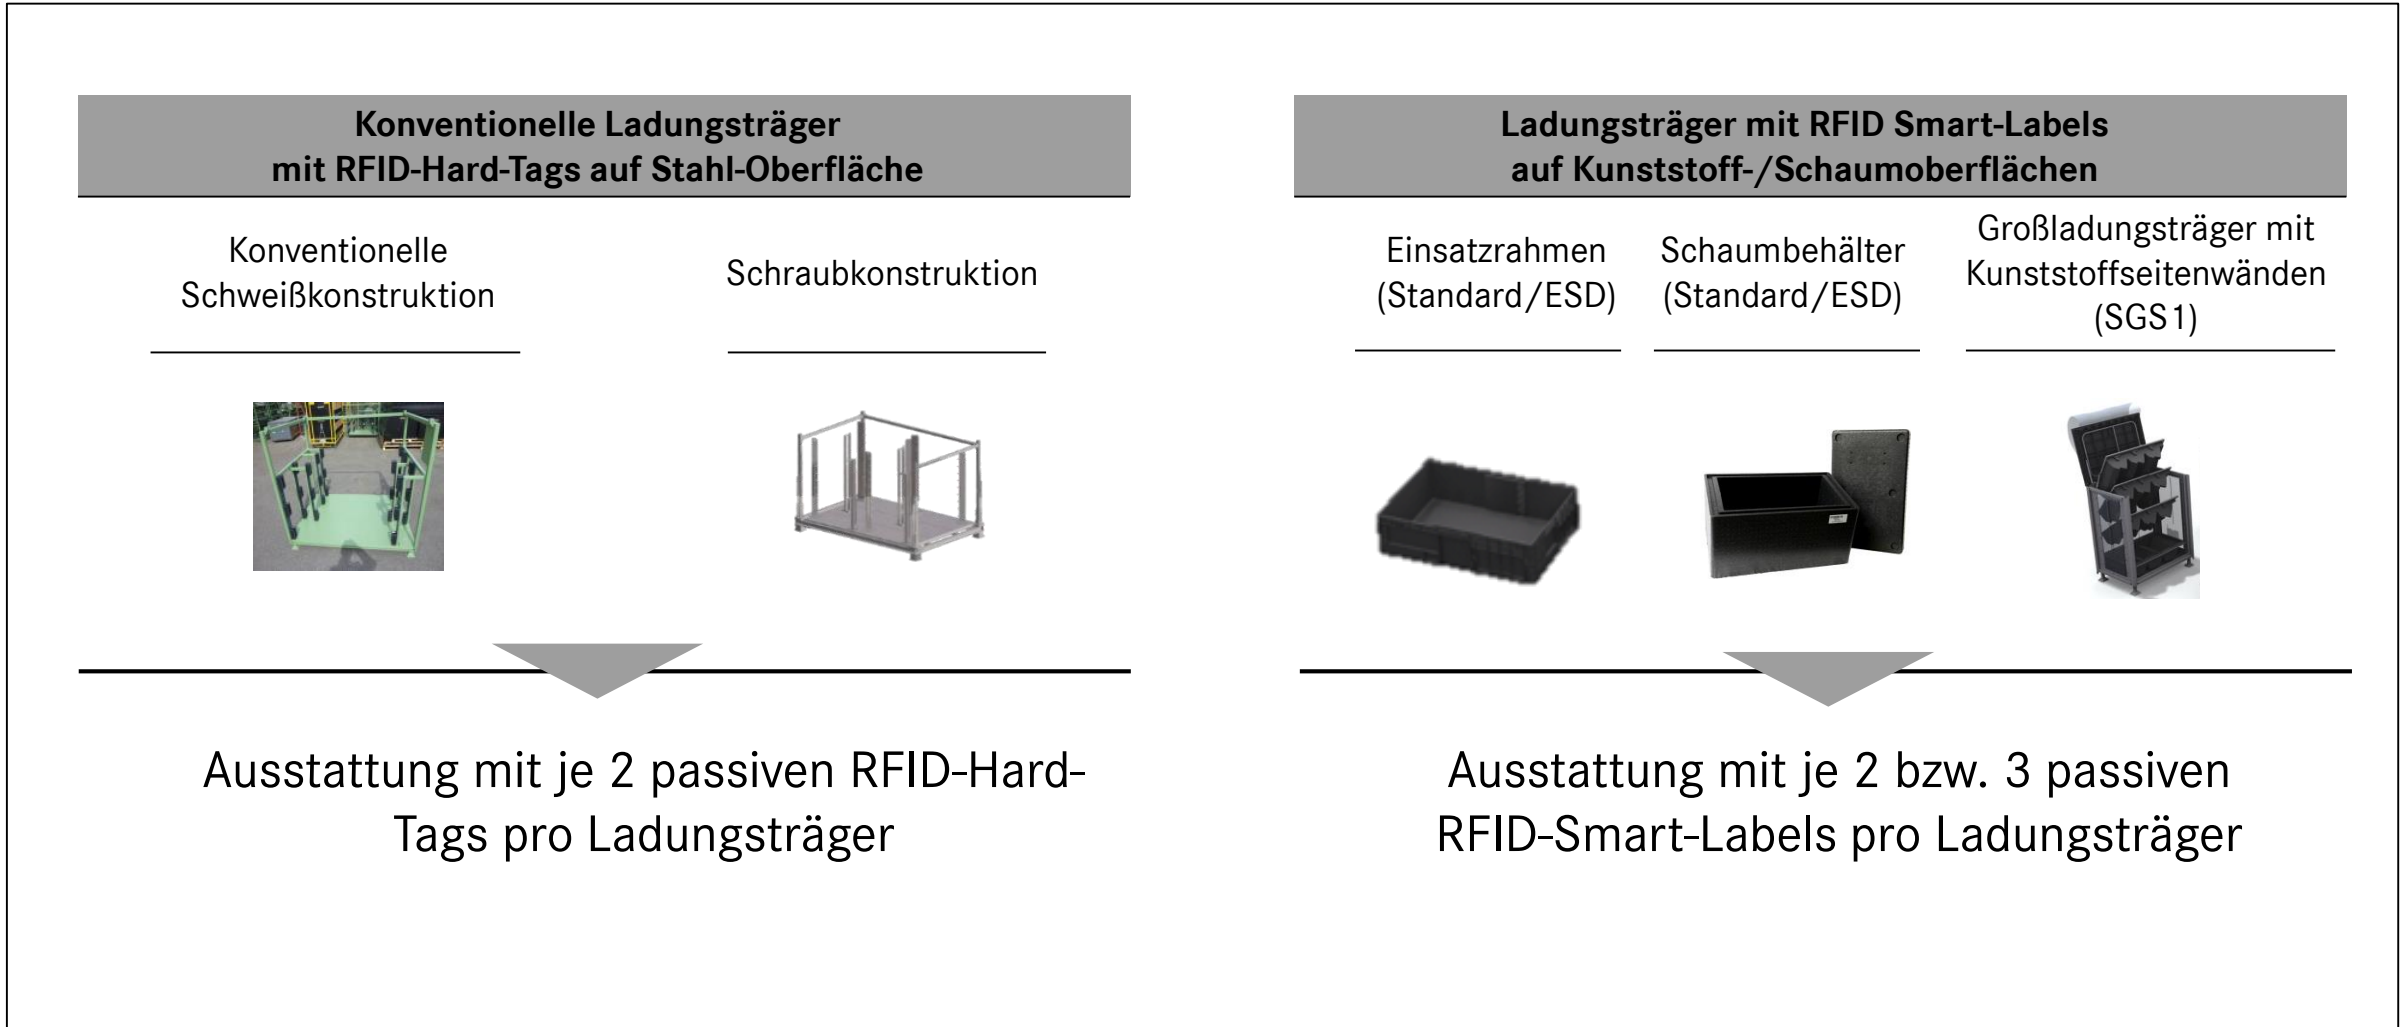 Konventionelle Ladungsträger
mit RFID-Hard-Tags auf Stahl-Oberfläche
Konventionelle
Schweißkonstruktion
Schraubkonstruktion
Ausstattung mit je 2 passiven RFID-Hard-
Tags pro Ladungsträger
Ladungsträger mit RFID Smart-Labels
auf Kunststoff-/Schaumoberflächen
Einsatzrahmen
(Standard/ESD)
Schaumbehälter
(Standard/ESD)
Großladungsträger mit
Kunststoffseitenwänden
(SGS1)
Ausstattung mit je 2 bzw. 3 passiven
RFID-Smart-Labels pro Ladungsträger